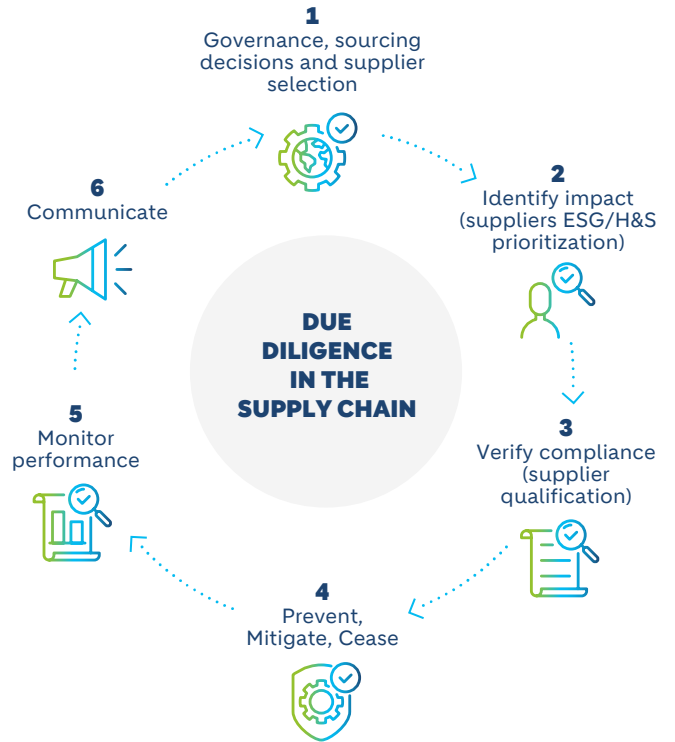 1
Governance, sourcing
decisions and supplier
selection
2
Identify impact
(suppliers ESG/H&S
prioritization)
3
Verify compliance
(supplier
qualification)
4
Prevent,
Mitigate, Cease
5
Monitor
performance
6
Communicate
DUE
DILIGENCE
IN THE
SUPPLY CHAIN